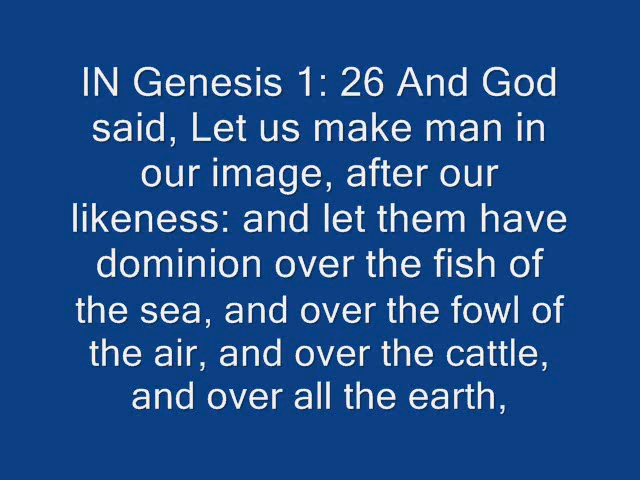 IN Genesis 1: 26 And God
said, Let us make man in
our image, after our
likeness: and let them have
dominion over the fish of
the sea, and over the fowl of
the air, and over the cattle,
and over all the earth,